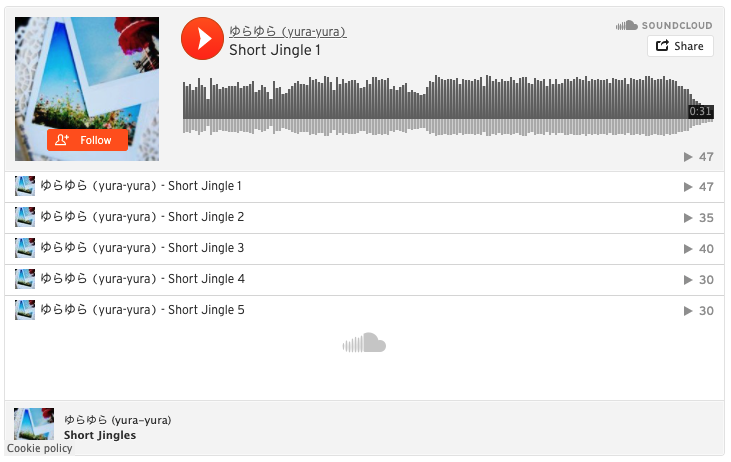 ゆらゆら（yura-yura）
Short Jingle 1
SOUNDCLOUD
Share
0:31
Follow
47
ゆらゆら（yura-yura） - Short Jingle 1 47
ゆらゆら（yura-yura） - Short Jingle 2 35
ゆらゆら（yura-yura） - Short Jingle 3 40
ゆらゆら（yura-yura） - Short Jingle 4 30
ゆらゆら（yura-yura） - Short Jingle 5 30
ゆらゆら (yura-yura)
Short Jingles
Cookie policy